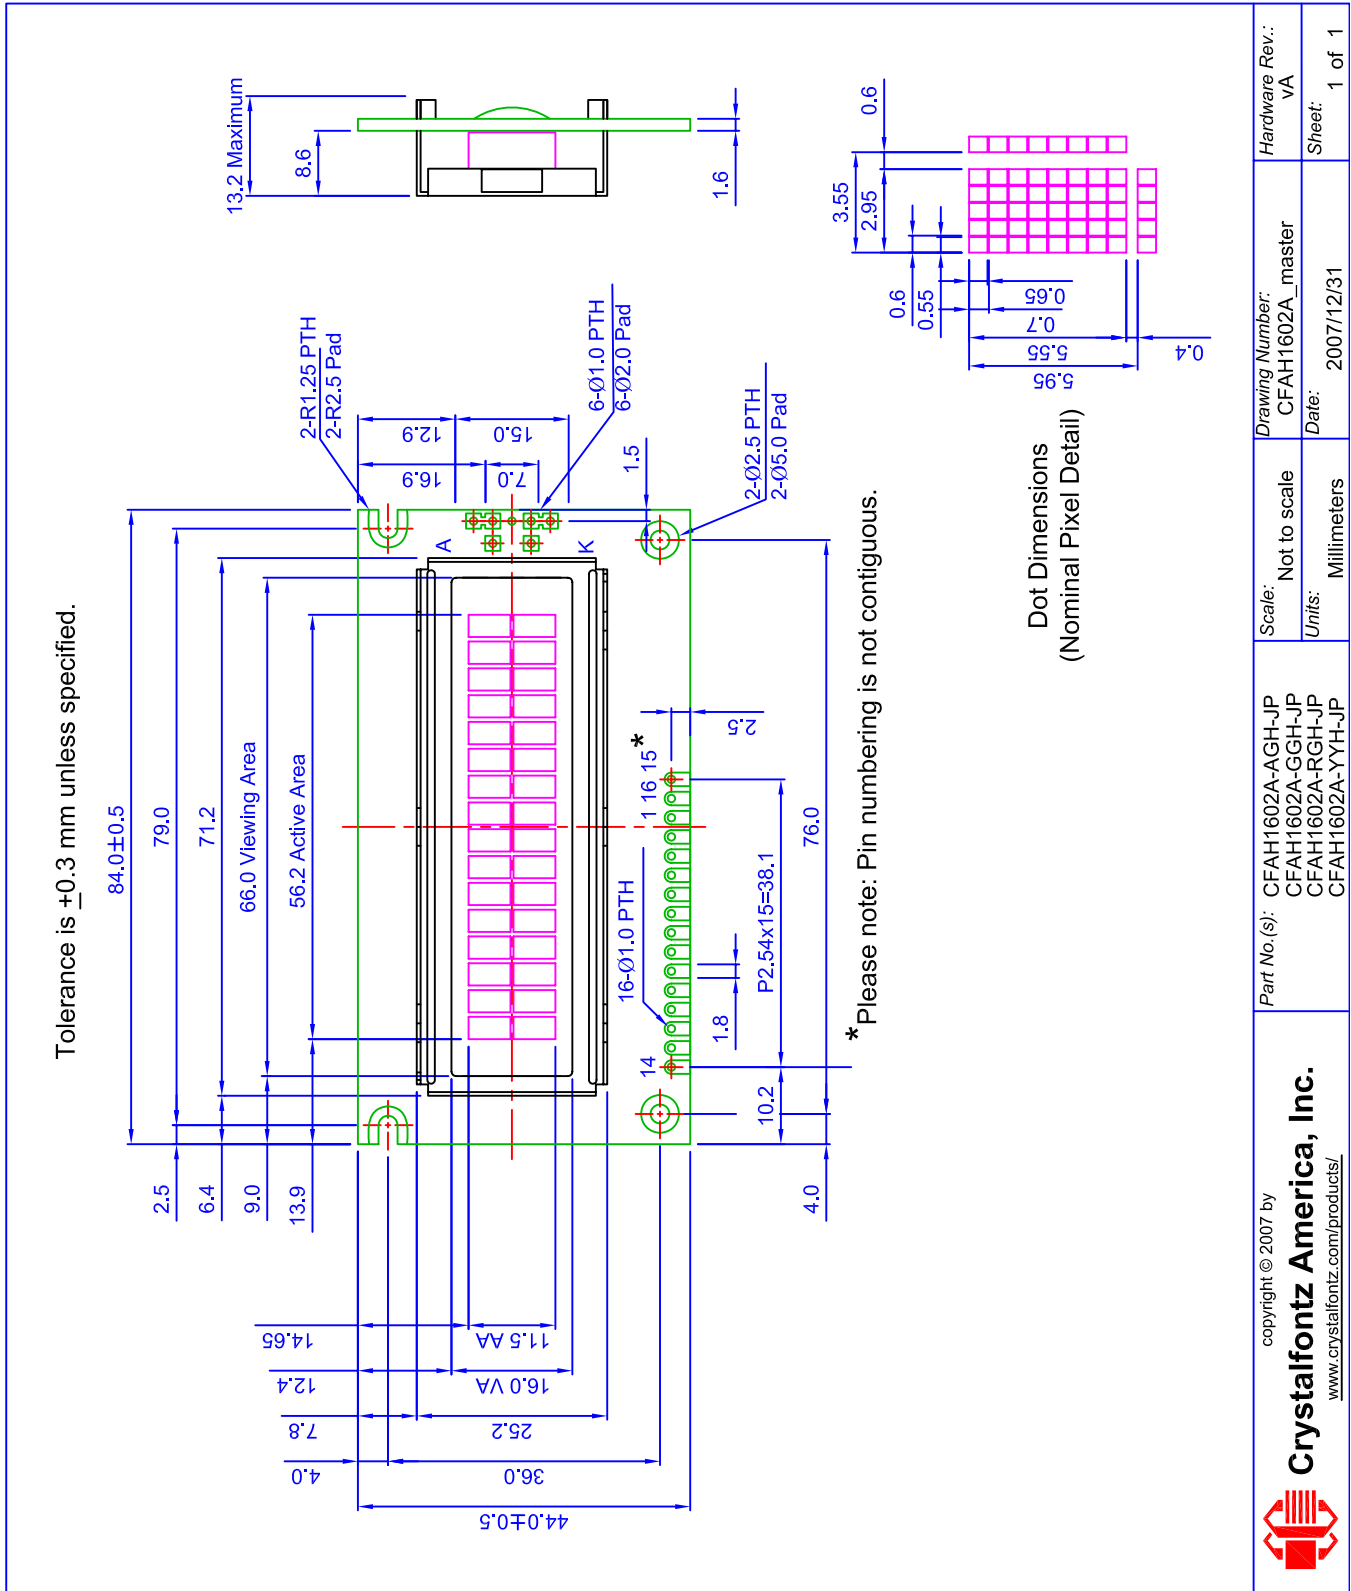 Tolerance is ±0.3 mm unless specified.
84.0±0.5
79.0
71.2
66.0 Viewing Area
56.2 Active Area
2.5
6.4
9.0
13.9
14.65
12.4
7.8
4.0
11.5 AA
16.0 VA
25.2
36.0
44.0±0.5
2-R1.25 PTH
2-R2.5 Pad
12.9
16.9
15.0
7.0
6-Ø1.0 PTH
6-Ø2.0 Pad
1.5
2-Ø2.5 PTH
2-Ø5.0 Pad
A
K
13.2 Maximum
8.6
1.6
14
16-Ø1.0 PTH
1 16 15
*
2.5
1.8
P2.54x15=38.1
10.2
76.0
4.0
*Please note: Pin numbering is not contiguous.
0.6
3.55
2.95
0.6
0.55
0.65
0.7
5.55
5.95
0.4
Dot Dimensions
(Nominal Pixel Detail)
copyright © 2007 by
Crystalfontz America, Inc.
www.crystalfontz.com/products/
Part No.(s):
CFAH1602A-AGH-JP
CFAH1602A-GGH-JP
CFAH1602A-RGH-JP
CFAH1602A-YYH-JP
Scale:
Not to scale
Units:
Millimeters
Drawing Number:
CFAH1602A_master
Date:
2007/12/31
Hardware Rev.:
vA
Sheet:
1 of 1